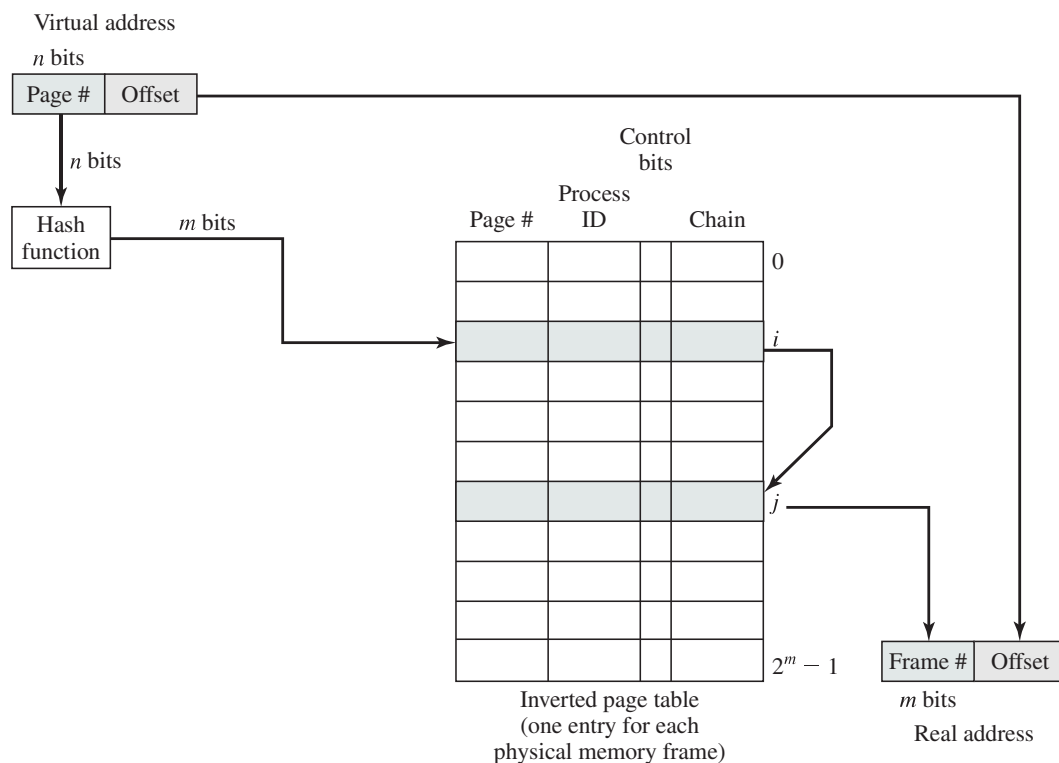 Virtual address
n bits
Page # Offset
n bits
Hash
function
m bits
Control
bits
Process
ID
Page #
Chain
0
i
j
2^m − 1
Inverted page table
(one entry for each
physical memory frame)
Frame # Offset
m bits
Real address